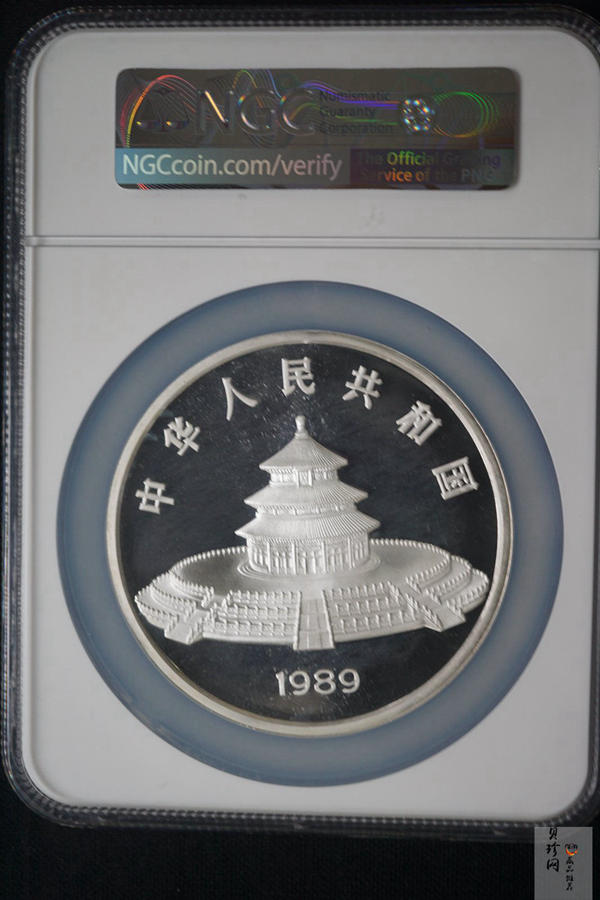 NGC
Numismatic
Guaranty
Corporation
NGCcoin.com/verify
The Official Grading
Service of the PNG
中华人民共和国
1989
贝珍网